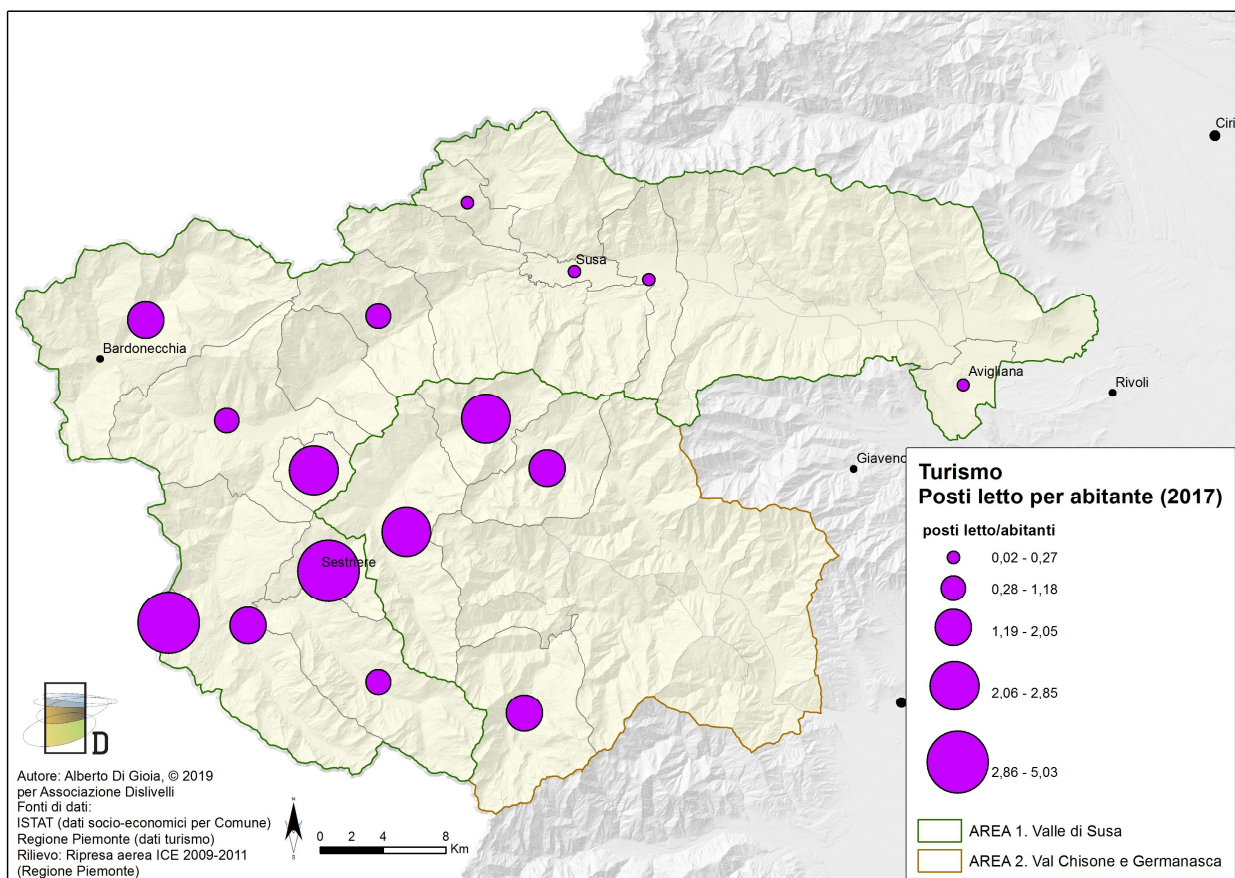 Ciri
Susa
Bardonecchia
Avigliana
Rivoli
Giaveno
Sestriere
Turismo
Posti letto per abitante (2017)
posti letto/abitanti
0,02 - 0,27
0,28 - 1,18
1,19 - 2,05
2,06 - 2,85
2,86 - 5,03
AREA 1. Valle di Susa
AREA 2. Val Chisone e Germanasca
D
Autore: Alberto Di Gioia, © 2019
per Associazione Dislivelli
Fonti di dati:
ISTAT (dati socio-economici per Comune)
Regione Piemonte (dati turismo)
Rilievo: Ripresa aerea ICE 2009-2011
(Regione Piemonte)
N
S
0 4 8
Km